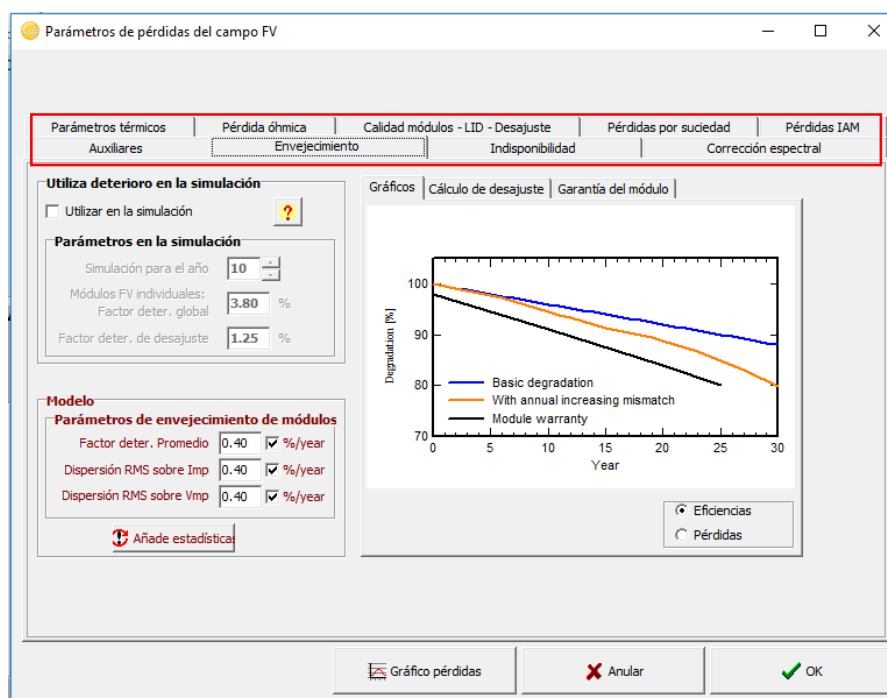 Parámetros de pérdidas del campo FV
Parámetros térmicos
Pérdida óhmica
Calidad módulos - LID - Desajuste
Pérdidas por suciedad
Pérdidas IAM
Auxiliares
Envejecimiento
Indisponibilidad
Corrección espectral
Utiliza deterioro en la simulación
Utilizar en la simulación
?
Parámetros en la simulación
Simulación para el año 10
Módulos FV individuales:
Factor deter. global 3.80 %
Factor deter. de desajuste 1.25 %
Modelo
Parámetros de envejecimiento de módulos
Factor deter. Promedio 0.40 %/year
Dispersión RMS sobre Imp 0.40 %/year
Dispersión RMS sobre Vmp 0.40 %/year
Añade estadística
Gráficos
Cálculo de desajuste
Garantía del módulo
Degradation [%]
100
90
80
70
Basic degradation
With annual increasing mismatch
Module warranty
0 5 10 15 20 25 30
Year
Eficiencias
Pérdidas
Gráfico pérdidas
Anular
OK